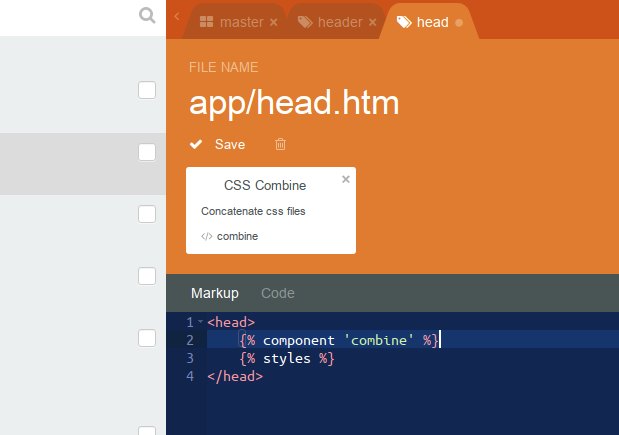 master × header × head
FILE NAME
app/head.htm
Save
CSS Combine ×
Concatenate css files
</> combine
Markup Code
1 <head>
2     {% component 'combine' %}
3     {% styles %}
4 </head>